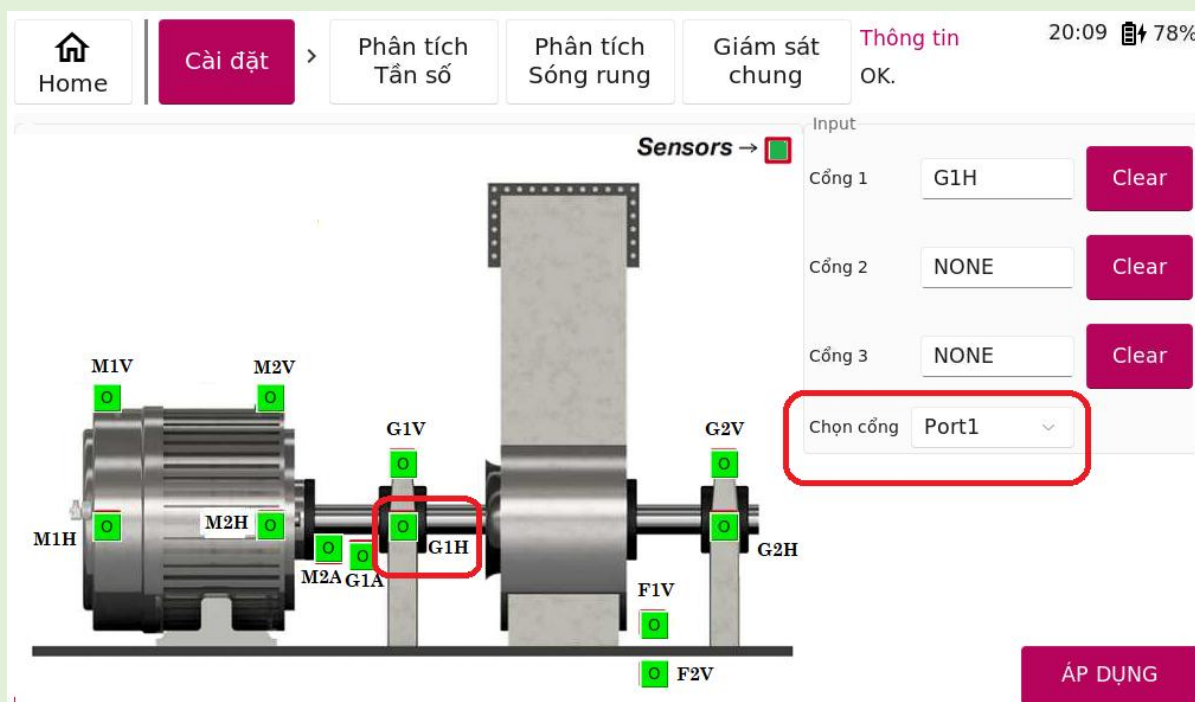 Home
Cài đặt
>
Phân tích
Tần số
Phân tích
Sóng rung
Giám sát
chung
Thông tin
OK.
20:09
78%
Sensors →
Input
Cổng 1
G1H
Clear
Cổng 2
NONE
Clear
Cổng 3
NONE
Clear
Chọn cổng
Port1
M1V
M2V
G1V
G2V
O
O
O
O
M1H
O
M2H
O
O
G1H
O
G2H
O
O
M2A
G1A
F1V
O
O
F2V
ÁP DỤNG